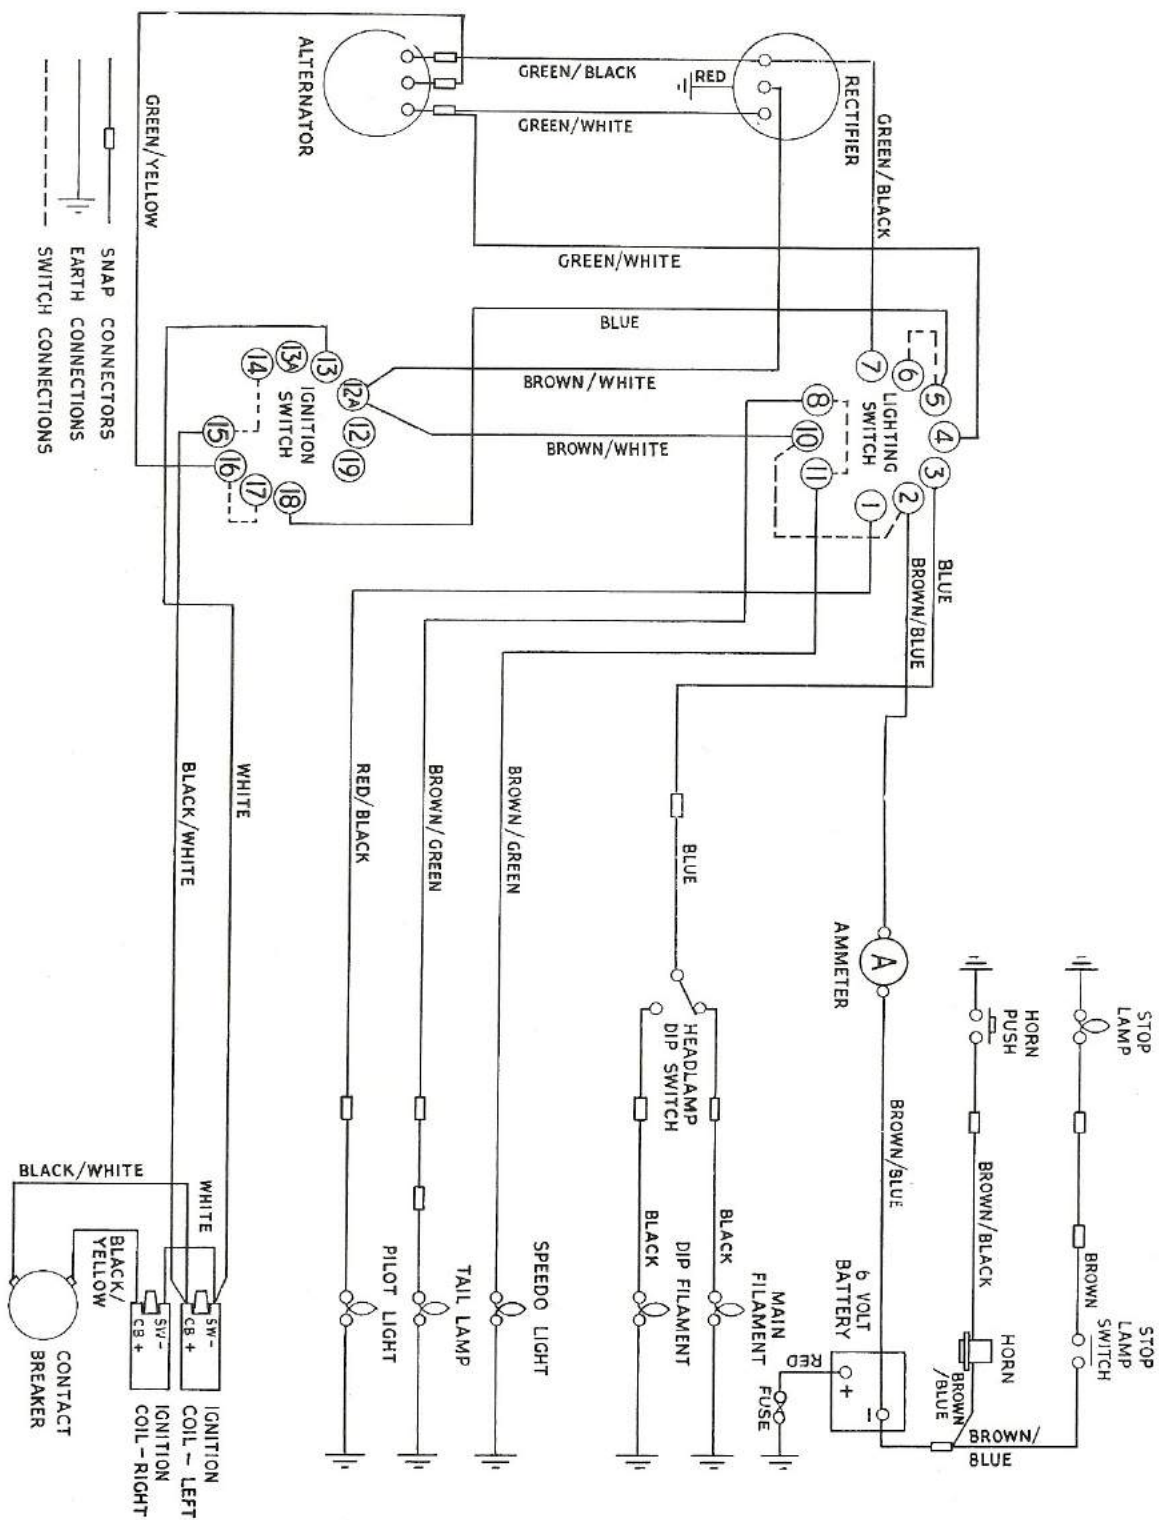 ALTERNATOR
GREEN/BLACK
GREEN/WHITE
RED
RECTIFIER
GREEN/BLACK
GREEN/YELLOW
GREEN/WHITE
BLUE
BROWN/WHITE
BROWN/WHITE
SNAP CONNECTORS
EARTH CONNECTIONS
SWITCH CONNECTIONS
14
13A
13
12A
12
19
15
16
17
18
IGNITION
SWITCH
7
6
5
4
3
2
1
8
10
11
LIGHTING
SWITCH
BLUE
BROWN/BLUE
WHITE
BLACK/WHITE
RED/BLACK
BROWN/GREEN
BROWN/GREEN
BLUE
AMMETER
A
HEADLAMP
DIP SWITCH
HORN
PUSH
STOP
LAMP
BROWN/BLUE
BROWN/BLACK
BROWN
STOP
LAMP
SWITCH
HORN
BROWN
/BLUE
BROWN/
BLUE
6 VOLT
BATTERY
+
-
RED
FUSE
BLACK
BLACK
MAIN
FILAMENT
DIP FILAMENT
SPEEDO LIGHT
TAIL LAMP
PILOT LIGHT
BLACK/WHITE
WHITE
BLACK/
YELLOW
SW-
CB +
SW-
CB +
CONTACT
BREAKER
IGNITION
COIL-LEFT
IGNITION
COIL-RIGHT